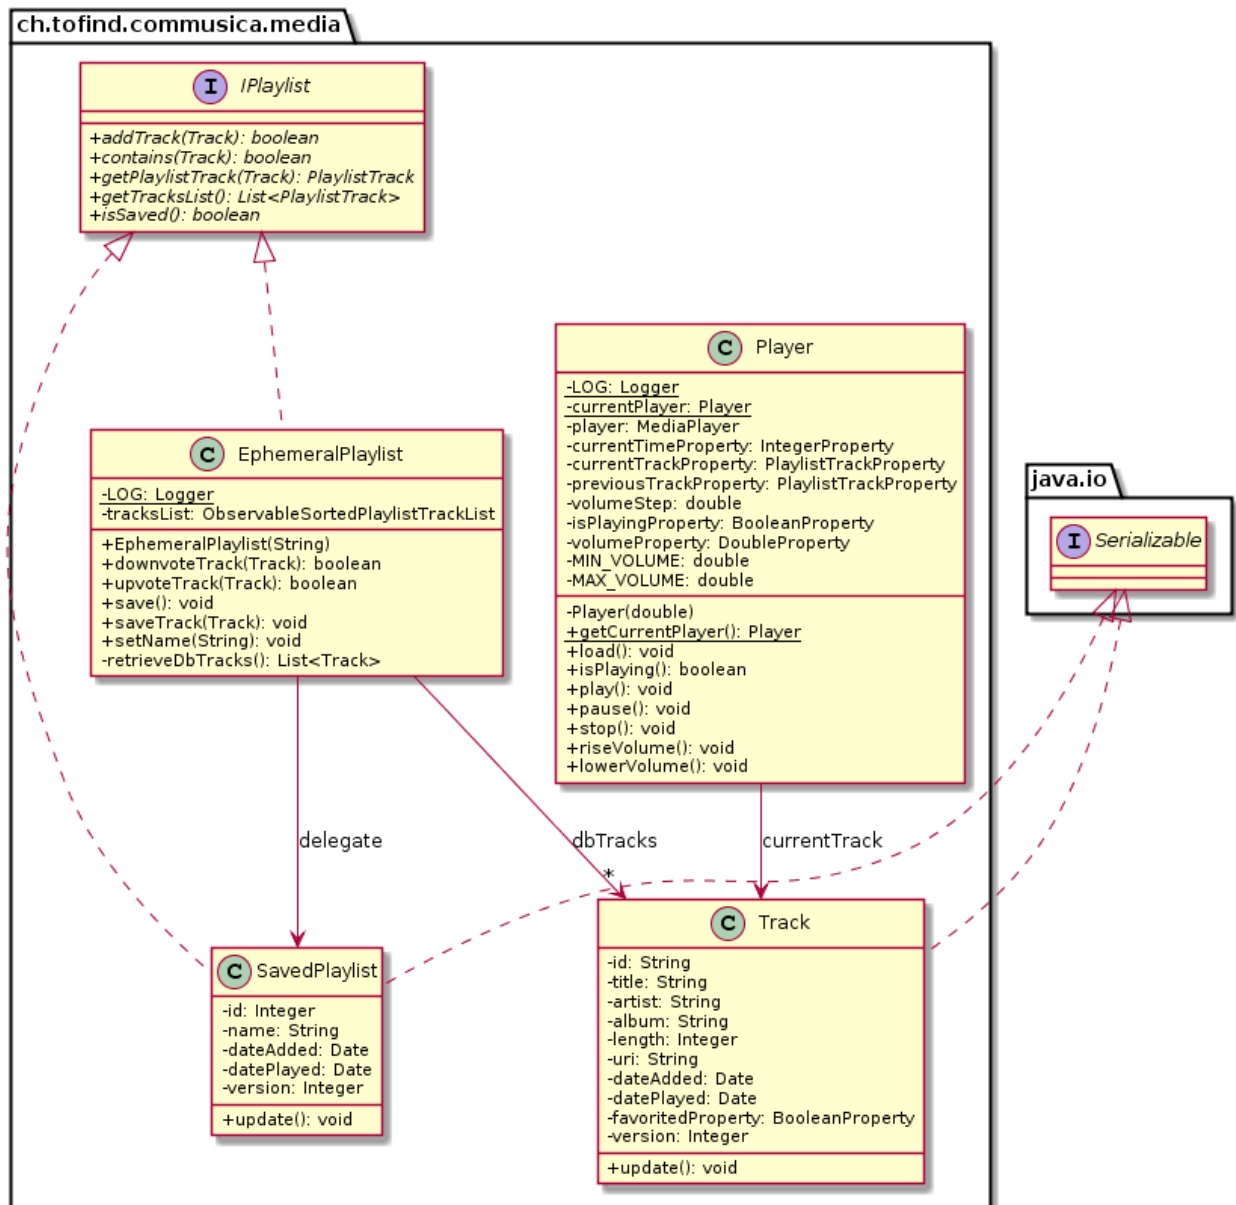 ch.tofind.commusica.media
I IPlaylist
+addTrack(Track): boolean
+contains(Track): boolean
+getPlaylistTrack(Track): PlaylistTrack
+getTracksList(): List<PlaylistTrack>
+isSaved(): boolean
C Player
-LOG: Logger
-currentPlayer: Player
-player: MediaPlayer
-currentTimeProperty: IntegerProperty
-currentTrackProperty: PlaylistTrackProperty
-previousTrackProperty: PlaylistTrackProperty
-volumeStep: double
-isPlayingProperty: BooleanProperty
-volumeProperty: DoubleProperty
-MIN_VOLUME: double
-MAX_VOLUME: double
-Player(double)
+getCurrentPlayer(): Player
+load(): void
+isPlaying(): boolean
+play(): void
+pause(): void
+stop(): void
+riseVolume(): void
+lowerVolume(): void
C EphemeralPlaylist
-LOG: Logger
-tracksList: ObservableSortedPlaylistTrackList
+EphemeralPlaylist(String)
+downvoteTrack(Track): boolean
+upvoteTrack(Track): boolean
+save(): void
+saveTrack(Track): void
+setName(String): void
-retrieveDbTracks(): List<Track>
java.io
I Serializable
delegate
dbTracks
*
currentTrack
C SavedPlaylist
-id: Integer
-name: String
-dateAdded: Date
-datePlayed: Date
-version: Integer
+update(): void
C Track
-id: String
-title: String
-artist: String
-album: String
-length: Integer
-uri: String
-dateAdded: Date
-datePlayed: Date
-favoritedProperty: BooleanProperty
-version: Integer
+update(): void